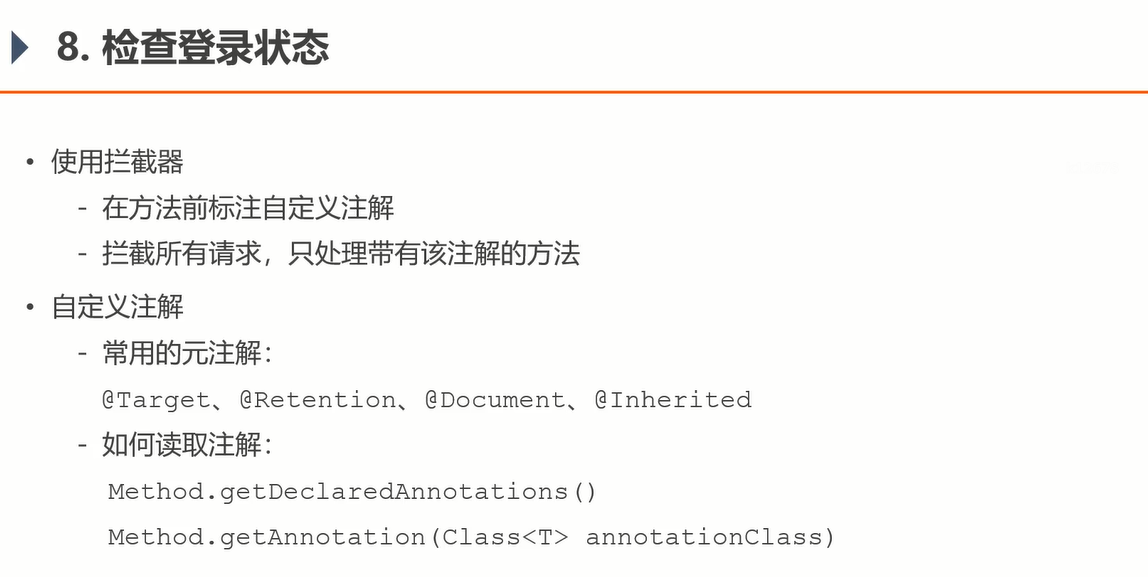 8. 检查登录状态
• 使用拦截器
- 在方法前标注自定义注解
- 拦截所有请求，只处理带有该注解的方法
• 自定义注解
- 常用的元注解：
@Target、@Retention、@Document、@Inherited
- 如何读取注解：
Method.getDeclaredAnnotations()
Method.getAnnotation(Class<T> annotationClass)